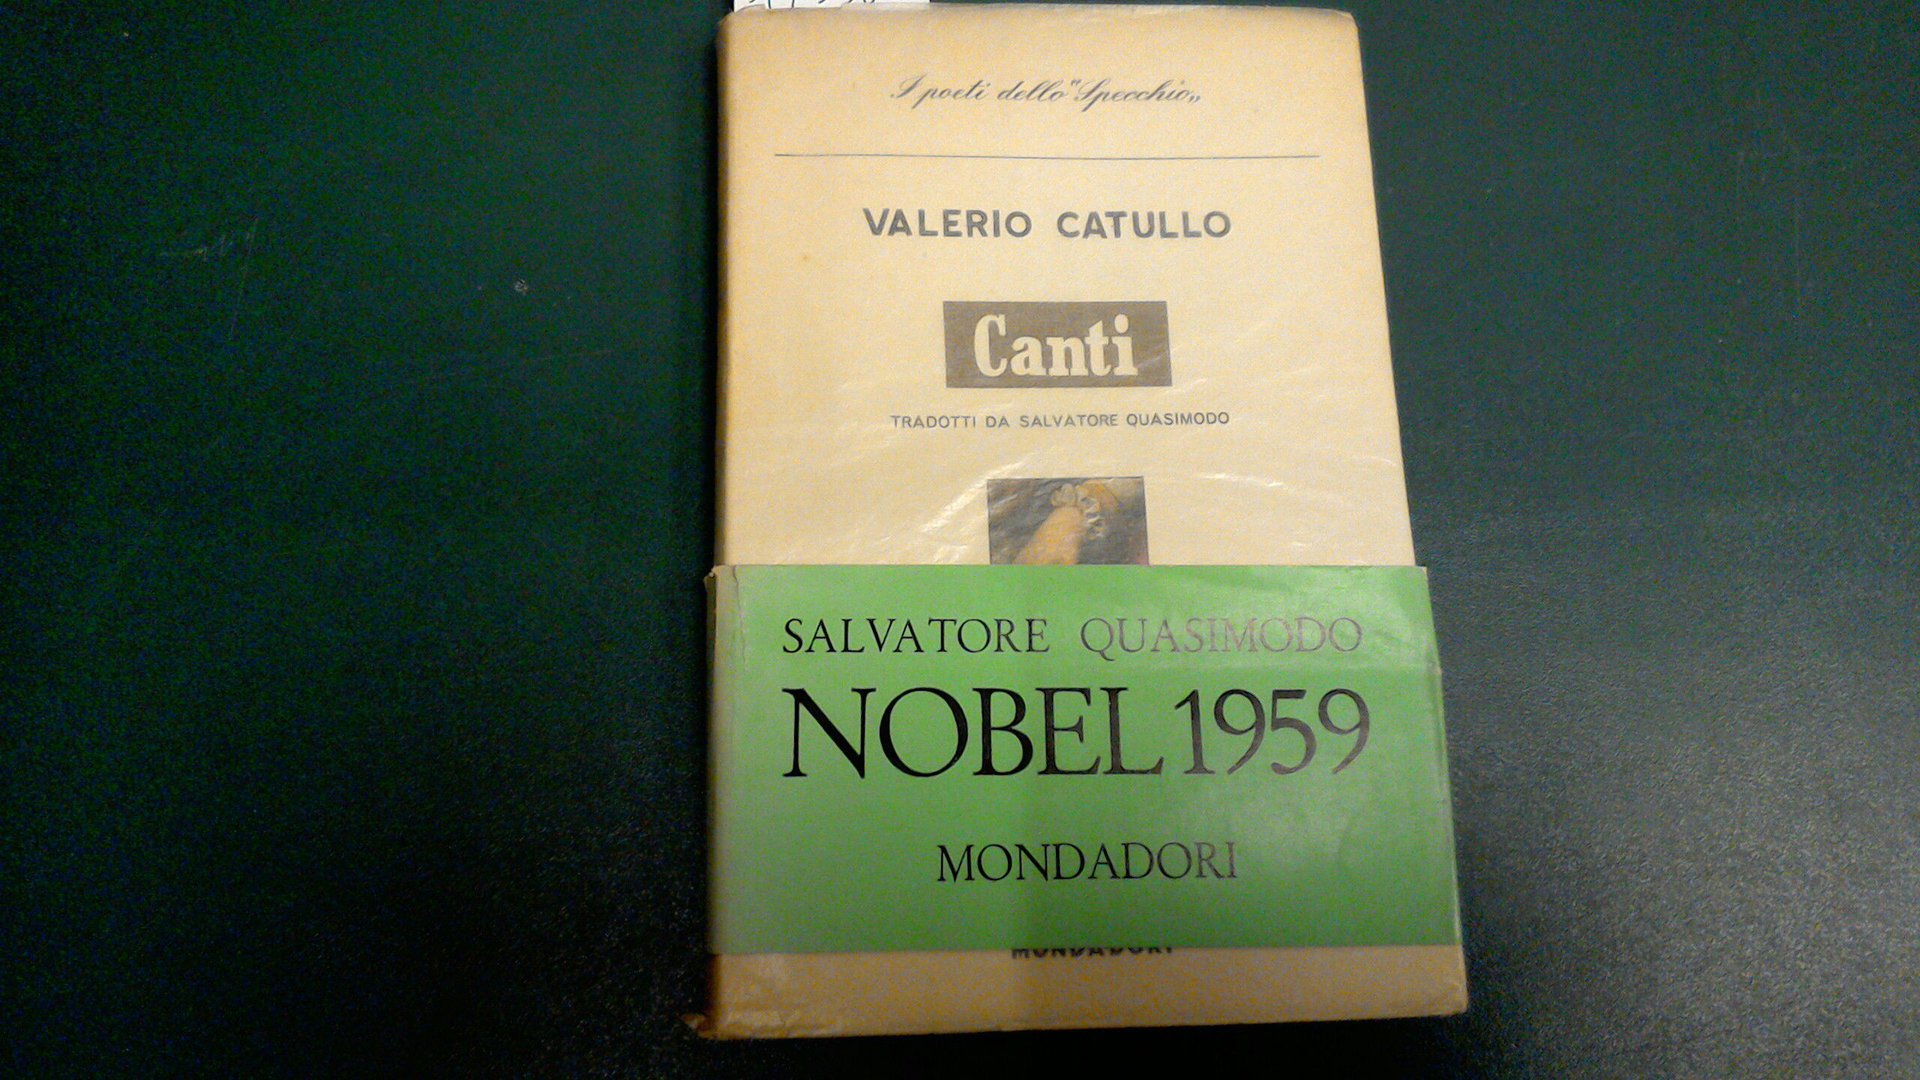 I poeti dello "Specchio„
VALERIO CATULLO
Canti
TRADOTTI DA SALVATORE QUASIMODO
SALVATORE QUASIMODO
NOBEL 1959
MONDADORI
MONDADORI